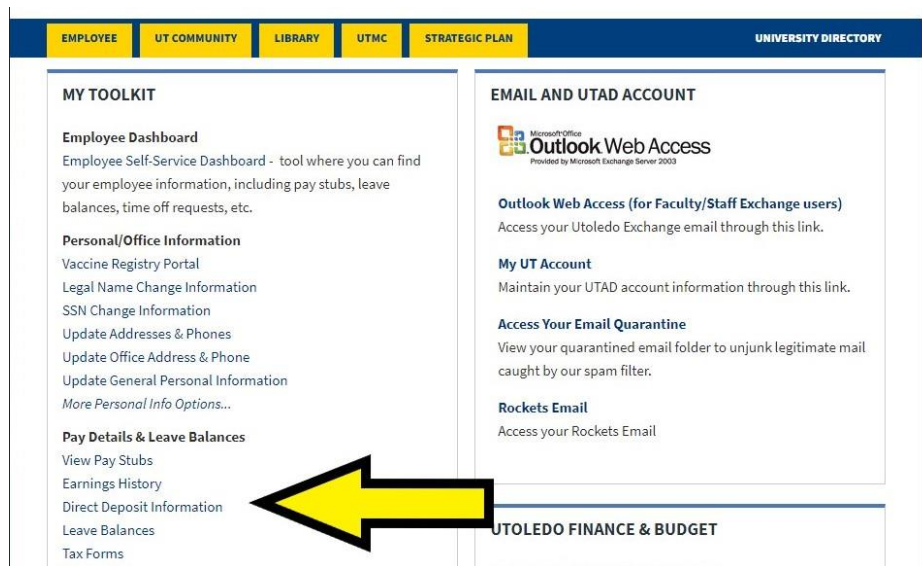 EMPLOYEE
UT COMMUNITY
LIBRARY
UTMC
STRATEGIC PLAN
UNIVERSITY DIRECTORY
MY TOOLKIT
Employee Dashboard
Employee Self-Service Dashboard - tool where you can find
your employee information, including pay stubs, leave
balances, time off requests, etc.
Personal/Office Information
Vaccine Registry Portal
Legal Name Change Information
SSN Change Information
Update Addresses & Phones
Update Office Address & Phone
Update General Personal Information
More Personal Info Options...
Pay Details & Leave Balances
View Pay Stubs
Earnings History
Direct Deposit Information
Leave Balances
Tax Forms
EMAIL AND UTAD ACCOUNT
Microsoft Office
Outlook Web Access
Provided by Microsoft Exchange Server 2003
Outlook Web Access (for Faculty/Staff Exchange users)
Access your Utoledo Exchange email through this link.
My UT Account
Maintain your UTAD account information through this link.
Access Your Email Quarantine
View your quarantined email folder to unjunk legitimate mail
caught by our spam filter.
Rockets Email
Access your Rockets Email
UTOLEDO FINANCE & BUDGET